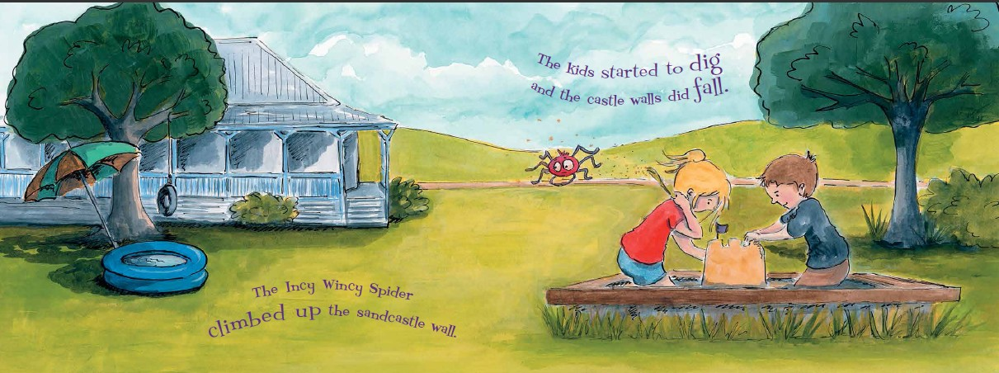 The Incy Wincy Spider
climbed up the sandcastle wall.
The kids started to dig
and the castle walls did fall.